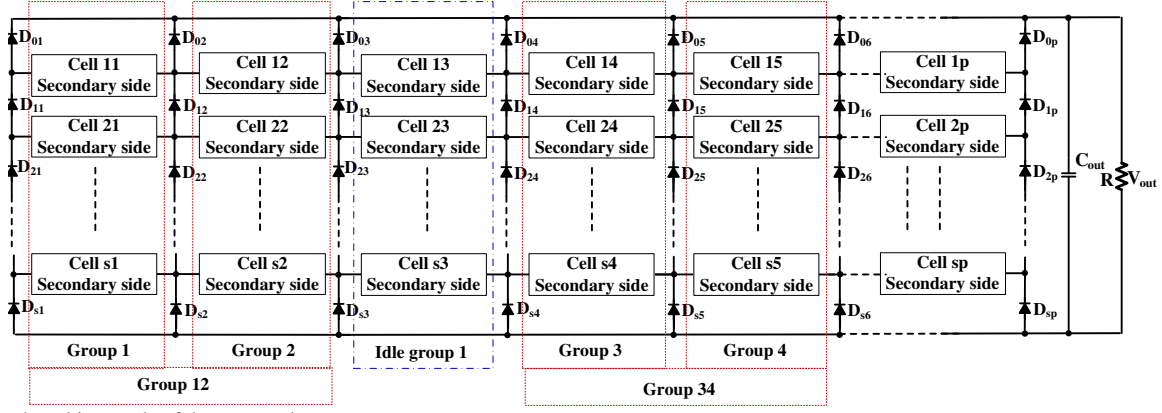 D01 D02 D03 D04 D05 D06 D0p
Cell 11 Cell 12 Cell 13 Cell 14 Cell 15 Cell 1p
Secondary side Secondary side Secondary side Secondary side Secondary side Secondary side
D11 D12 D13 D14 D15 D16 D1p
Cell 21 Cell 22 Cell 23 Cell 24 Cell 25 Cell 2p
Secondary side Secondary side Secondary side Secondary side Secondary side Secondary side
D21 D22 D23 D24 D25 D26 D2p Cout R Vout
Cell s1 Cell s2 Cell s3 Cell s4 Cell s5 Cell sp
Secondary side Secondary side Secondary side Secondary side Secondary side Secondary side
Ds1 Ds2 Ds3 Ds4 Ds5 Ds6 Dsp
Group 1 Group 2 Idle group 1 Group 3 Group 4
Group 12 Group 34